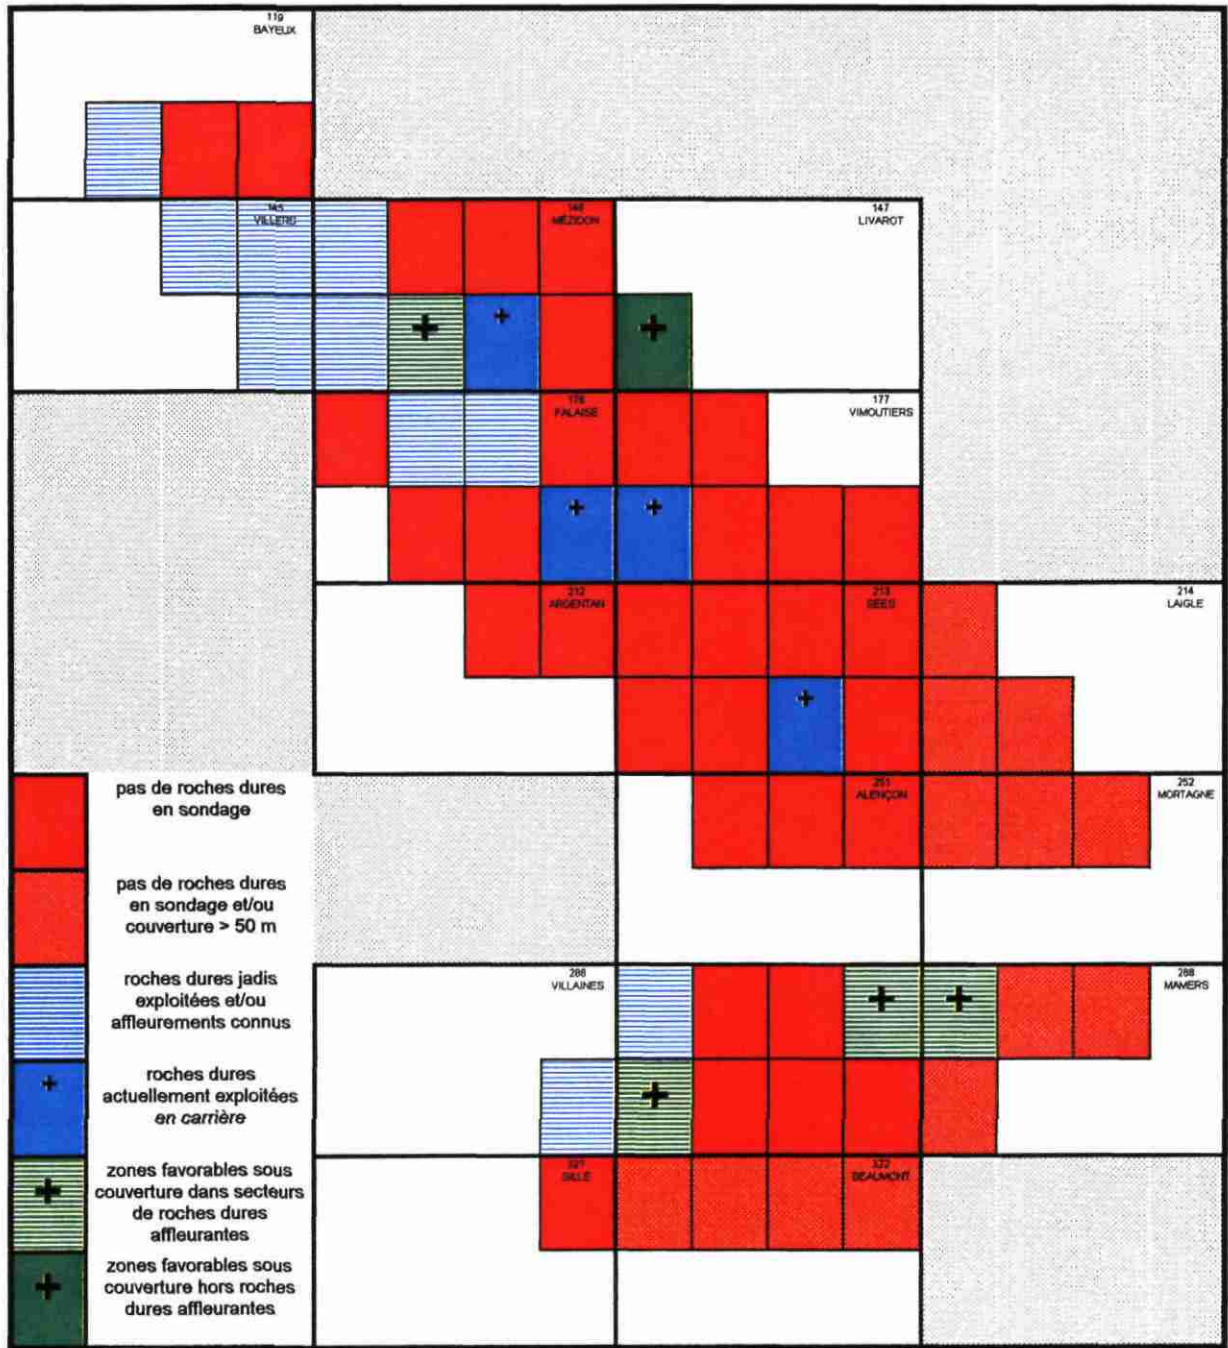 119
BAYEUX
145
VILLERS
146
MÉZIDON
147
LIVAROT
176
FALAISE
177
VIMOUTIERS
212
ARGENTAN
213
SÉES
214
LAIGLE
pas de roches dures
en sondage
251
ALENÇON
252
MORTAGNE
pas de roches dures
en sondage et/ou
couverture > 50 m
roches dures jadis
exploitées et/ou
affleurements connus
286
VILLAINES
288
MAMERS
roches dures
actuellement exploitées
en carrière
zones favorables sous
couverture dans secteurs
de roches dures
affleurantes
321
SILLÉ
322
BEAUMONT
zones favorables sous
couverture hors roches
dures affleurantes